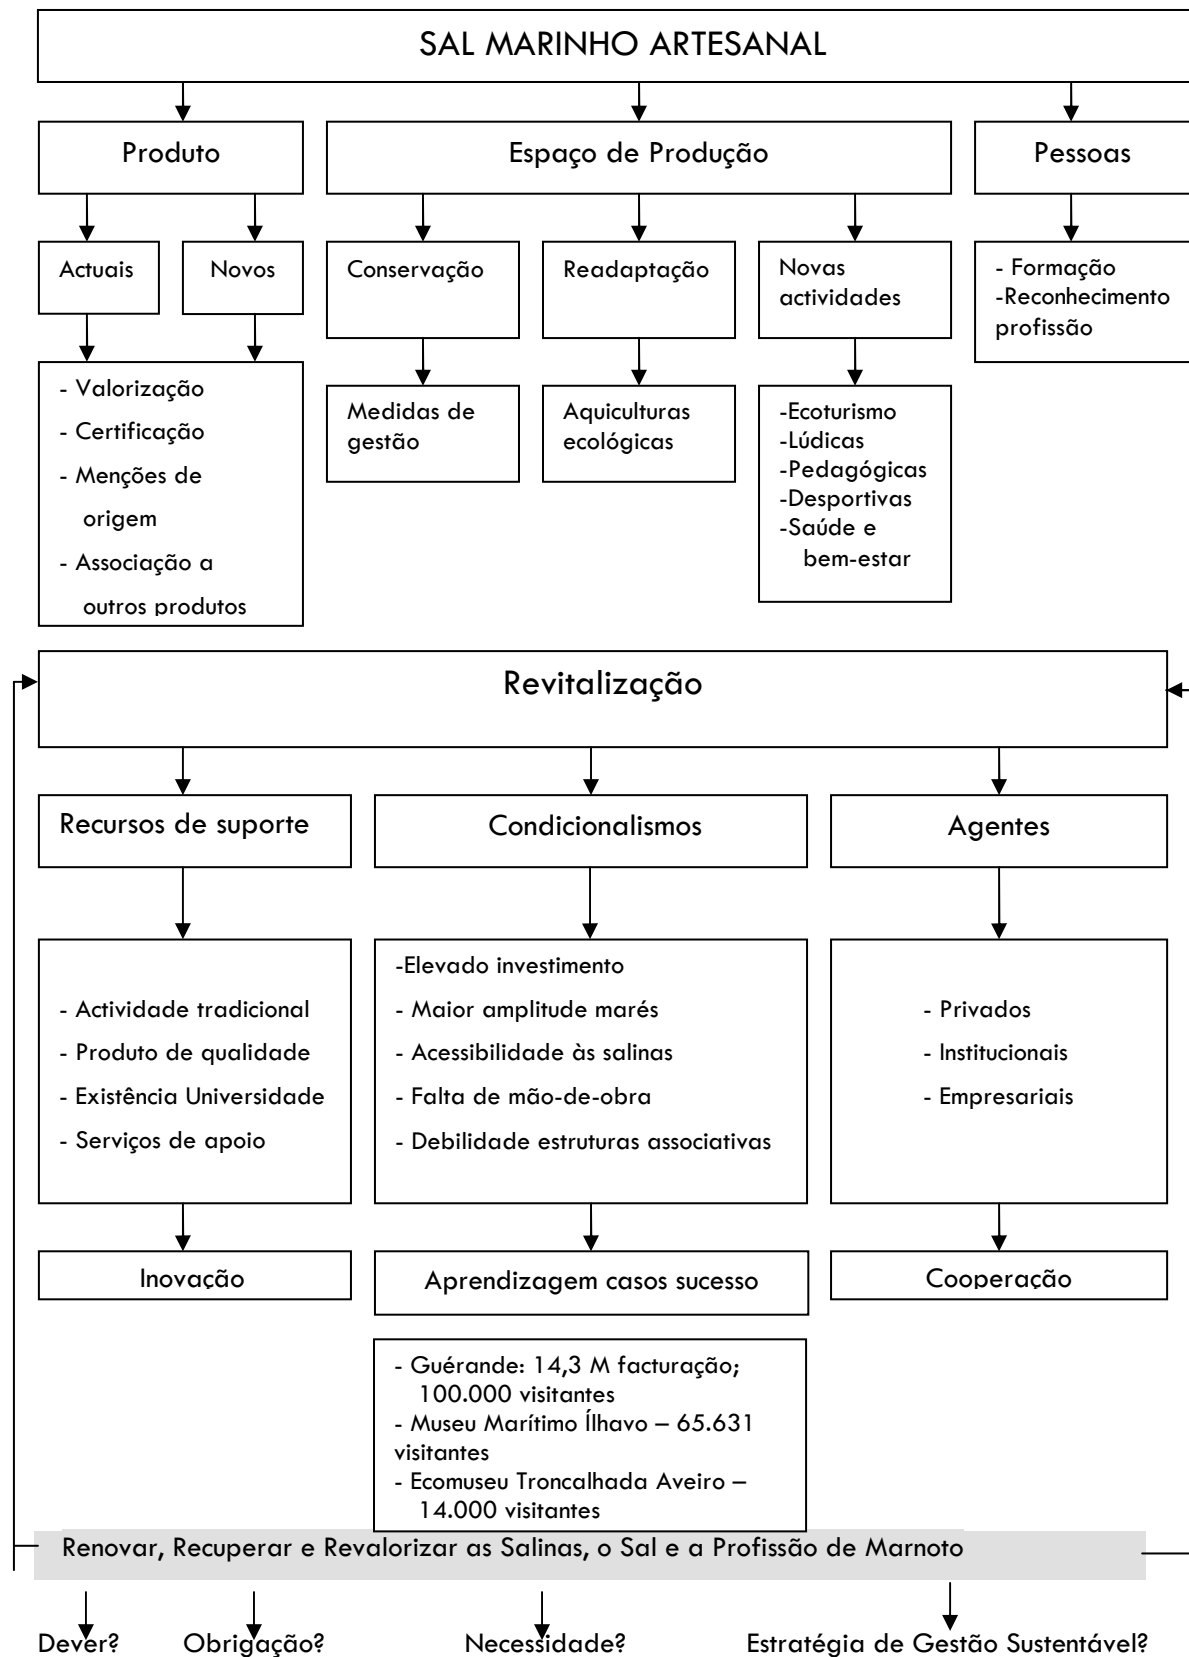 SAL MARINHO ARTESANAL
Produto
Espaço de Produção
Pessoas
Actuais
Novos
Conservação
Readaptação
Novas
actividades
- Formação
-Reconhecimento
profissão
- Valorização
- Certificação
- Menções de
origem
- Associação a
outros produtos
Medidas de
gestão
Aquiculturas
ecológicas
-Ecoturismo
-Lúdicas
-Pedagógicas
-Desportivas
-Saúde e
bem-estar
Revitalização
Recursos de suporte
Condicionalismos
Agentes
- Actividade tradicional
- Produto de qualidade
- Existência Universidade
- Serviços de apoio
-Elevado investimento
- Maior amplitude marés
- Acessibilidade às salinas
- Falta de mão-de-obra
- Debilidade estruturas associativas
- Privados
- Institucionais
- Empresariais
Inovação
Aprendizagem casos sucesso
Cooperação
- Guérande: 14,3 M facturação;
100.000 visitantes
- Museu Marítimo Ílhavo – 65.631
visitantes
- Ecomuseu Troncalhada Aveiro –
14.000 visitantes
Renovar, Recuperar e Revalorizar as Salinas, o Sal e a Profissão de Marnoto
Dever?
Obrigação?
Necessidade?
Estratégia de Gestão Sustentável?